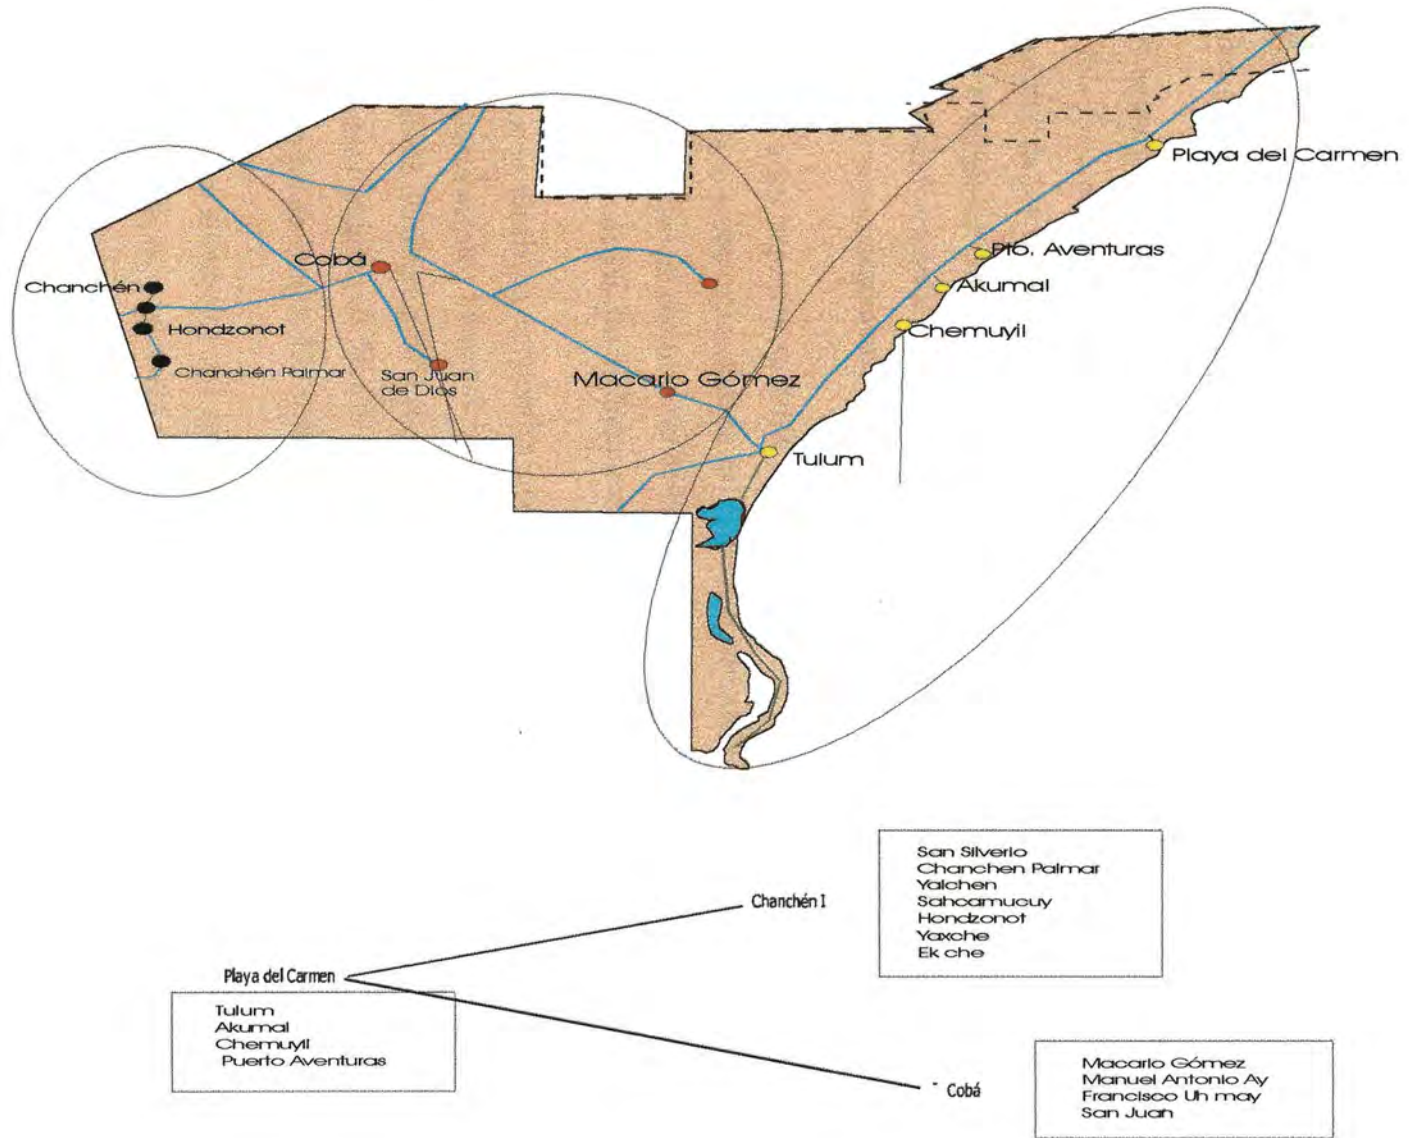 Playa del Carmen
Pto. Aventuras
Akumal
Chemuyil
Cobá
Chanchén
Hondzonot
Chanchén Palmar
San Juan
de Dios
Macario Gómez
Tulum
Chanchén I
San Silverio
Chanchen Palmar
Yalchen
Sahcamucuy
Hondzonot
Yaxche
Ek che
Playa del Carmen
Tulum
Akumal
Chemuyil
Puerto Aventuras
Cobá
Macario Gómez
Manuel Antonio Ay
Francisco Uh may
San Juan